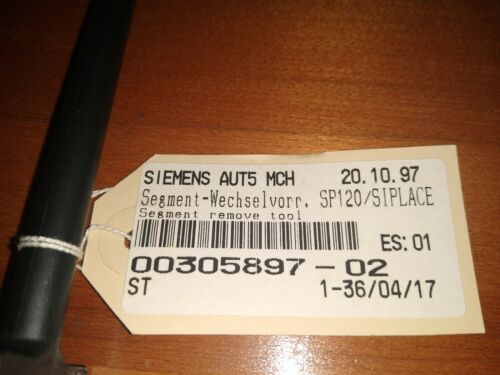 SIEMENS AUT5 MCH 20.10.97
Segment-Wechselvorr. SP120/SIPLACE
Segment remove tool
ES: 01
00305897-02
ST 1-36/04/17